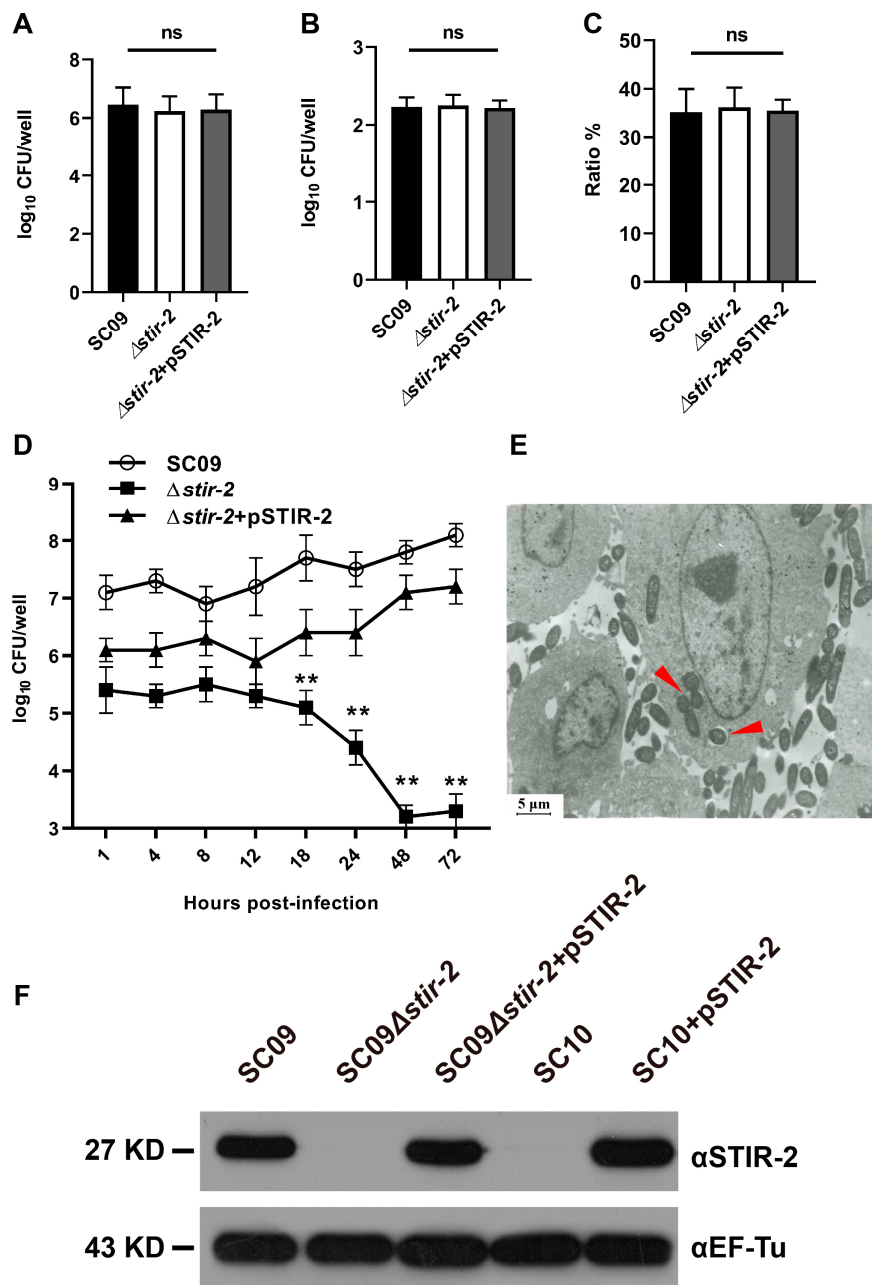 A
ns
log10 CFU/well
8
6
4
2
0
SC09
Δstir-2
Δstir-2+pSTIR-2
B
ns
log10 CFU/well
3
2
1
0
SC09
Δstir-2
Δstir-2+pSTIR-2
C
ns
Ratio %
50
40
30
20
10
0
SC09
Δstir-2
Δstir-2+pSTIR-2
D
SC09
Δstir-2
Δstir-2+pSTIR-2
log10 CFU/well
9
8
7
6
5
4
3
**
**
**
**
1
4
8
12
18
24
48
72
Hours post-infection
E
5 μm
F
SC09
SC09Δstir-2
SC09Δstir-2+pSTIR-2
SC10
SC10+pSTIR-2
27 KD
αSTIR-2
43 KD
αEF-Tu